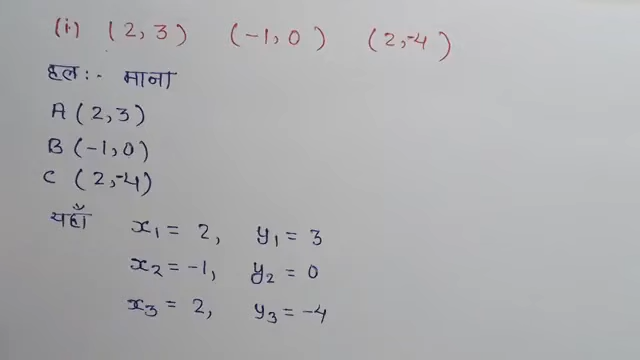 (i) (2, 3) (-1, 0) (2, -4)
हल :- माना
A (2, 3)
B (-1, 0)
C (2, -4)
यहाँ x₁ = 2, y₁ = 3
x₂ = -1, y₂ = 0
x₃ = 2, y₃ = -4